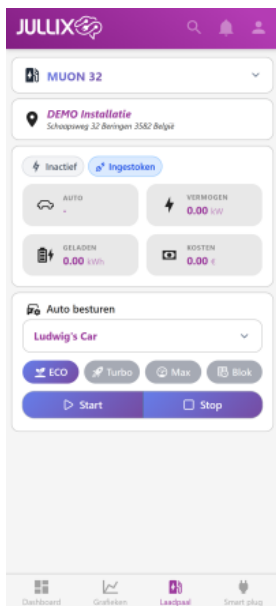 JULLIX
MUON 32
DEMO Installatie
Schaapsweg 32 Beringen 3582 België
Inactief
Ingestoken
AUTO
-
VERMOGEN
0.00 kW
GELADEN
0.00 kWh
KOSTEN
0.00 €
Auto besturen
Ludwig's Car
ECO
Turbo
Max
Blok
Start
Stop
Dashboard
Grafieken
Laadpaal
Smart plug